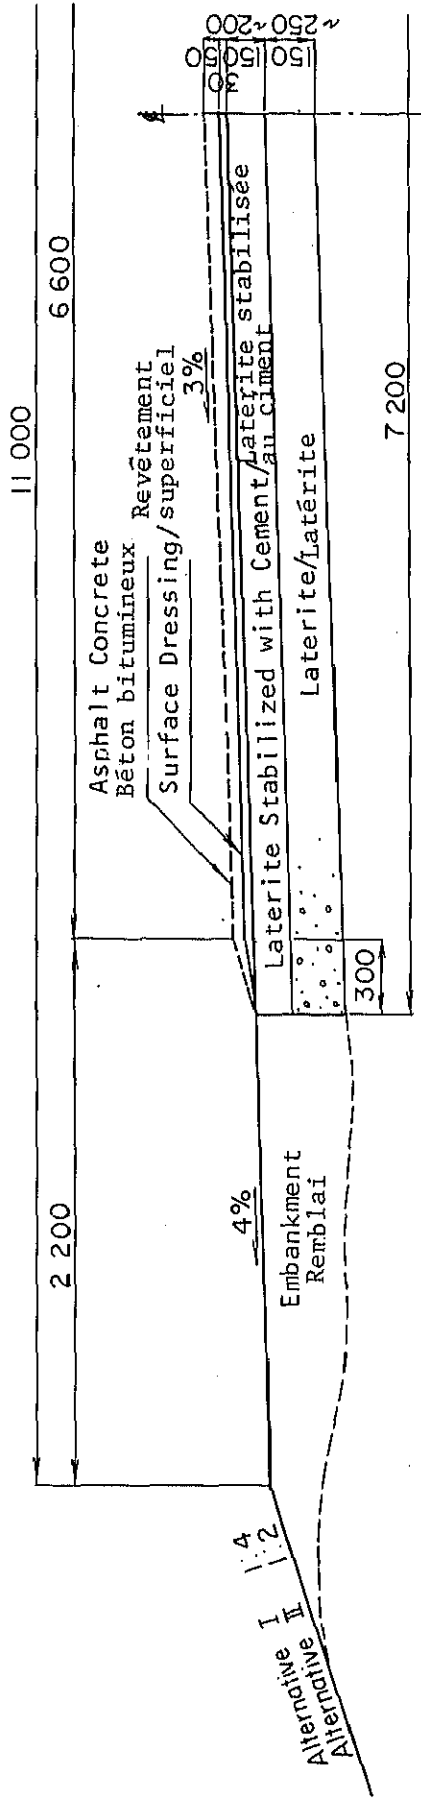 11 000
2 200
6 600
Asphalt Concrete
Béton bitumineux
Revêtement
Surface Dressing/superficiel
3%
4%
Laterite Stabilized with Cement/Laterite stabilisée
au ciment
Laterite/Latérite
Embankment
Remblai
300
7 200
Alternative I 1:4
Alternative II 1:2
50
30
150 ~200
150 ~250